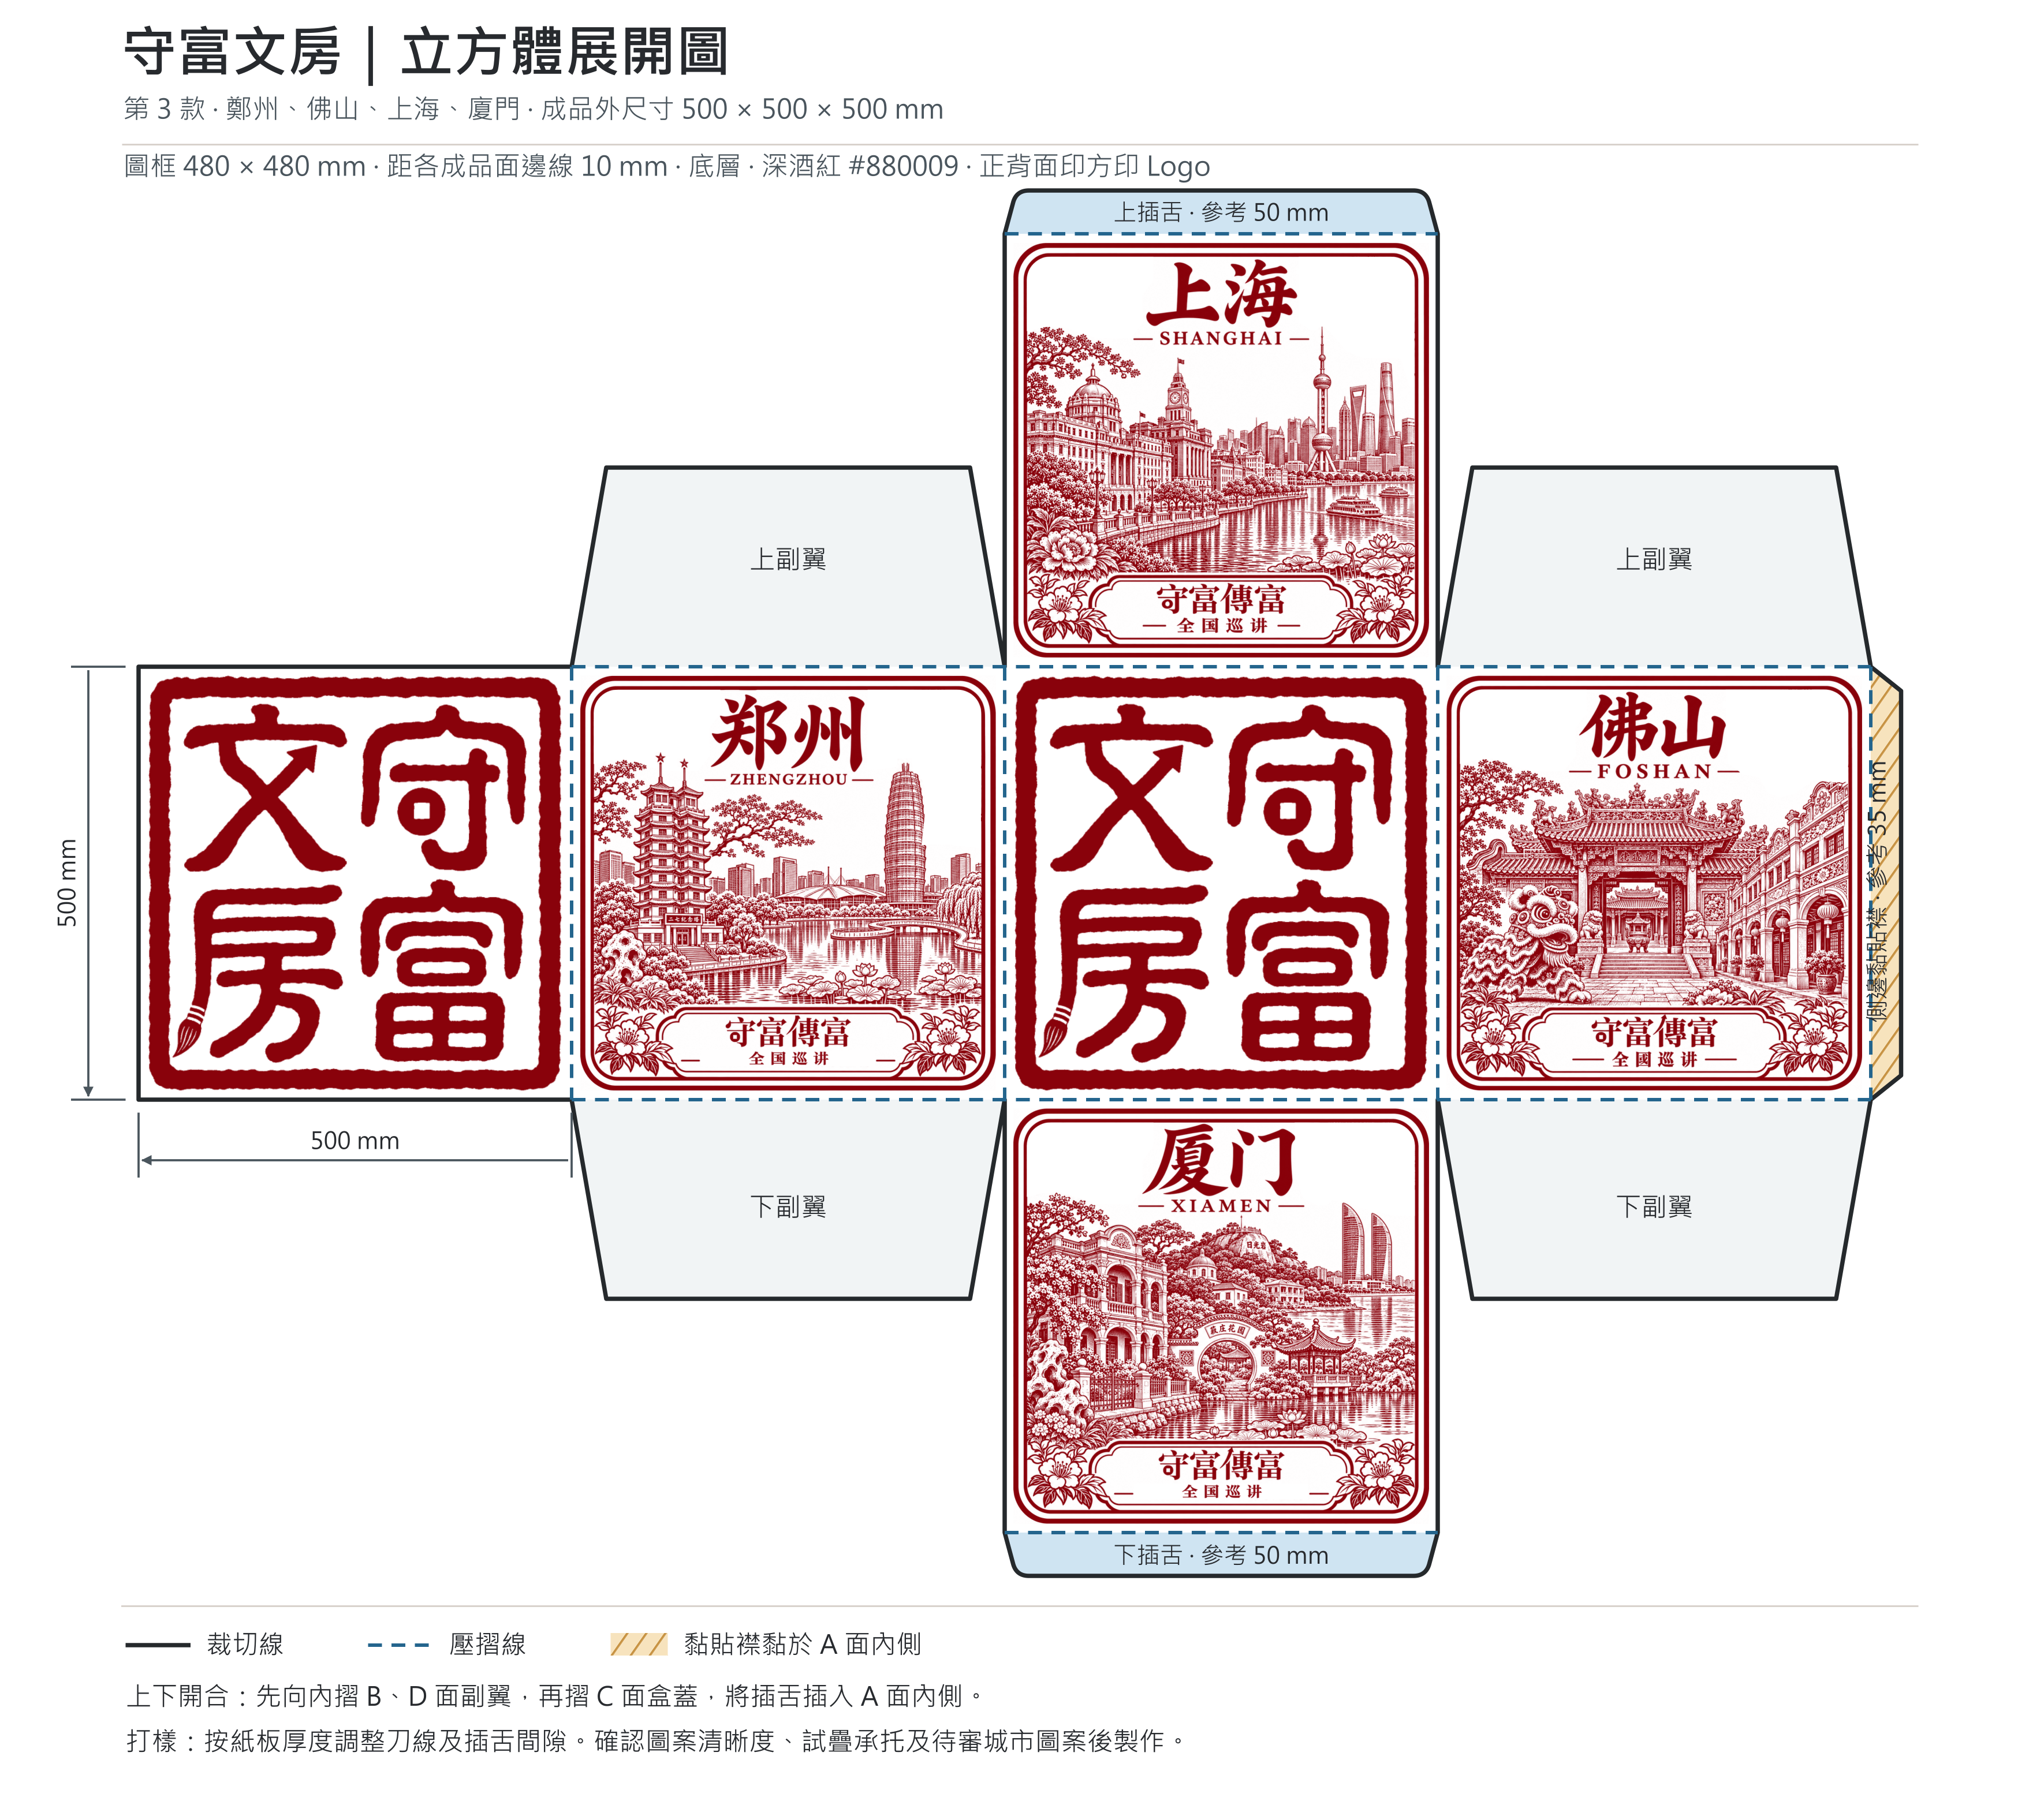 守富文房｜立方體展開圖
第 3 款 · 鄭州、佛山、上海、廈門 · 成品外尺寸 500 × 500 × 500 mm
圖框 480 × 480 mm · 距各成品面邊線 10 mm · 底層 · 深酒紅 #880009 · 正背面印方印 Logo
上插舌 · 參考 50 mm
上海
SHANGHAI
守富傳富
全国巡讲
上副翼
上副翼
500 mm
500 mm
守富文房
郑州
ZHENGZHOU
守富傳富
全国巡讲
守富文房
佛山
FOSHAN
守富傳富
全国巡讲
側邊黏貼襟 · 參考 35 mm
下副翼
下副翼
厦门
XIAMEN
日光岩
菽庄花園
守富傳富
全国巡讲
下插舌 · 參考 50 mm
裁切線
壓摺線
黏貼襟黏於 A 面內側
上下開合：先向內摺 B、D 面副翼，再摺 C 面盒蓋，將插舌插入 A 面內側。
打樣：按紙板厚度調整刀線及插舌間隙。確認圖案清晰度、試疊承托及待審城市圖案後製作。